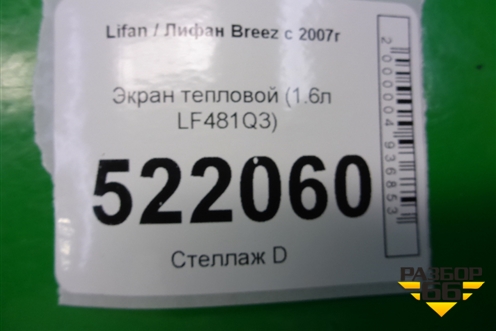 Lifan / Лифан Breez с 2007г
Экран тепловой (1.6л
LF481Q3)
522060
Стеллаж D
2000004936853
РАЗБОР
66